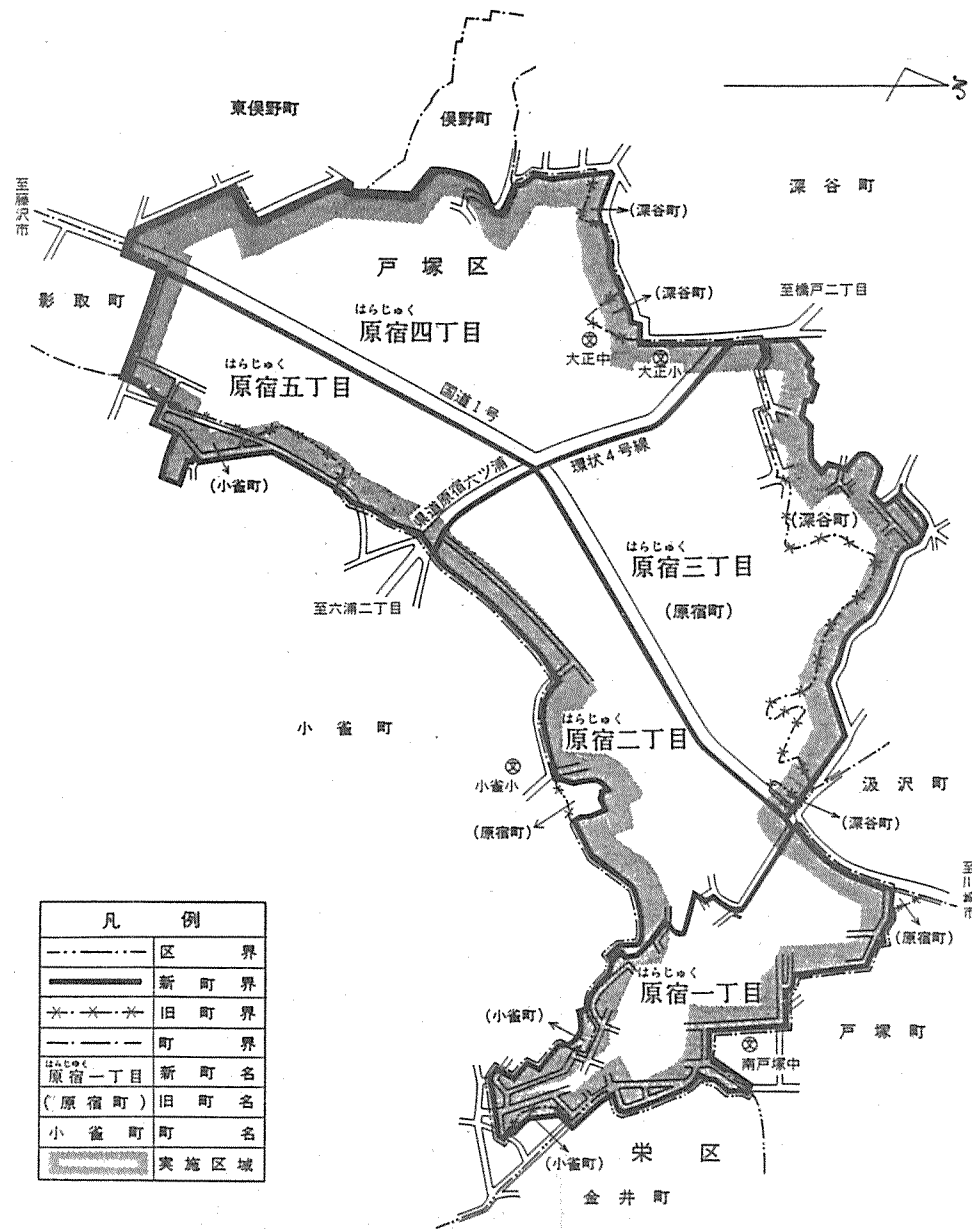 東俣野町
俣野町
深谷町
至藤沢市
(深谷町)
戸塚区
(深谷町)
至横戸二丁目
影取町
はらじゅく
原宿四丁目
大正中
大正小
はらじゅく
原宿五丁目
国道1号
環状4号線
県道原宿六ツ浦
(小雀町)
(深谷町)
はらじゅく
原宿三丁目
至六浦二丁目
(原宿町)
小雀町
はらじゅく
原宿二丁目
小雀小
汲沢町
(原宿町)
(深谷町)
至川崎市
(原宿町)
はらじゅく
原宿一丁目
(小雀町)
戸塚町
南戸塚中
栄区
(小雀町)
金井町
凡例
区界
新町界
旧町界
町界
はらじゅく
原宿一丁目 新町名
(原宿町) 旧町名
小雀町 町名
実施区域